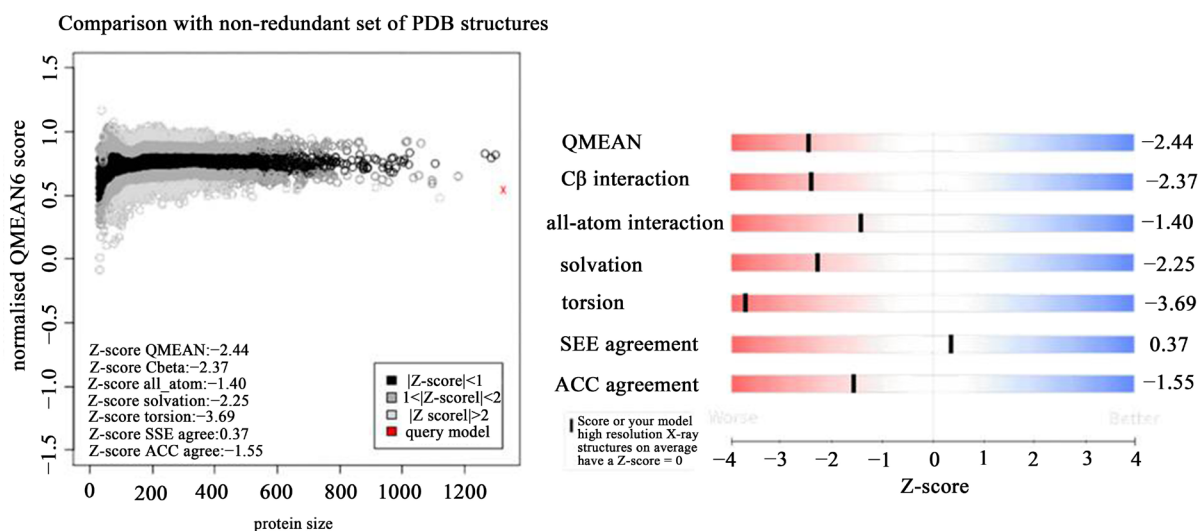 Comparison with non-redundant set of PDB structures
normalised QMEAN6 score
1.5
1.0
0.5
0.0
−0.5
−1.0
−1.5
Z-score QMEAN:−2.44
Z-score Cbeta:−2.37
Z-score all_atom:−1.40
Z-score solvation:−2.25
Z-score torsion:−3.69
Z-score SSE agree:0.37
Z-score ACC agree:−1.55
|Z-score|<1
1<|Z-scorel|<2
|Z scorel|>2
query model
x
0 200 400 600 800 1000 1200
protein size
QMEAN −2.44
Cβ interaction −2.37
all-atom interaction −1.40
solvation −2.25
torsion −3.69
SEE agreement 0.37
ACC agreement −1.55
Worse Better
Score or your model
high resolution X-ray
structures on average
have a Z-score = 0
−4 −3 −2 −1 0 1 2 3 4
Z-score